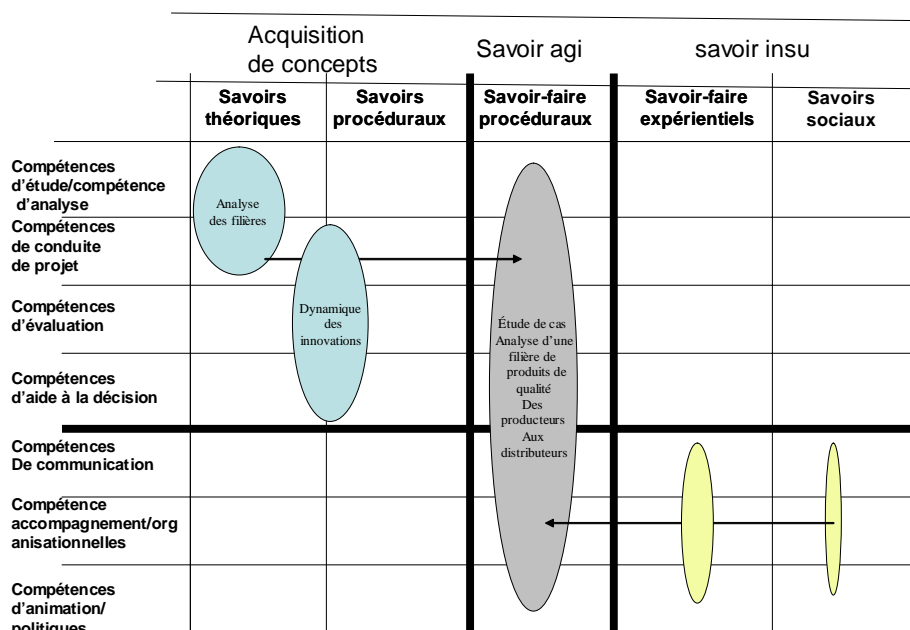 Acquisition
de concepts
Savoir agi
savoir insu
Savoirs
théoriques
Savoirs
procéduraux
Savoir-faire
procéduraux
Savoir-faire
expérientiels
Savoirs
sociaux
Compétences
d'étude/compétence
d'analyse
Analyse
des filières
Compétences
de conduite
de projet
Compétences
d'évaluation
Dynamique
des
innovations
Étude de cas
Analyse d'une
filière de
produits de
qualité
Des
producteurs
Aux
distributeurs
Compétences
d'aide à la décision
Compétences
De communication
Compétence
accompagnement/org
anisationnelles
Compétences
d'animation/
politiques